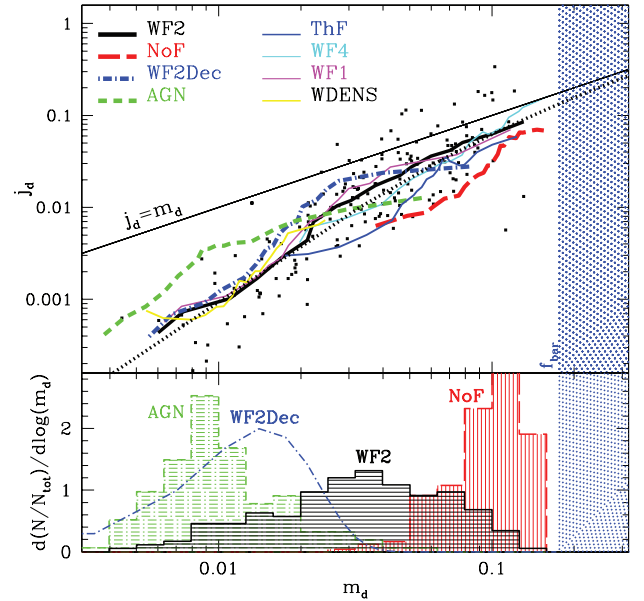 1
0.1
0.01
0.001
j_d
WF2
NoF
WF2Dec
AGN
ThF
WF4
WF1
WDENS
j_d=m_d
f_bar
2
1
0
d(N/N_tot)/dlog(m_d)
AGN
WF2Dec
WF2
NoF
0.01
0.1
m_d